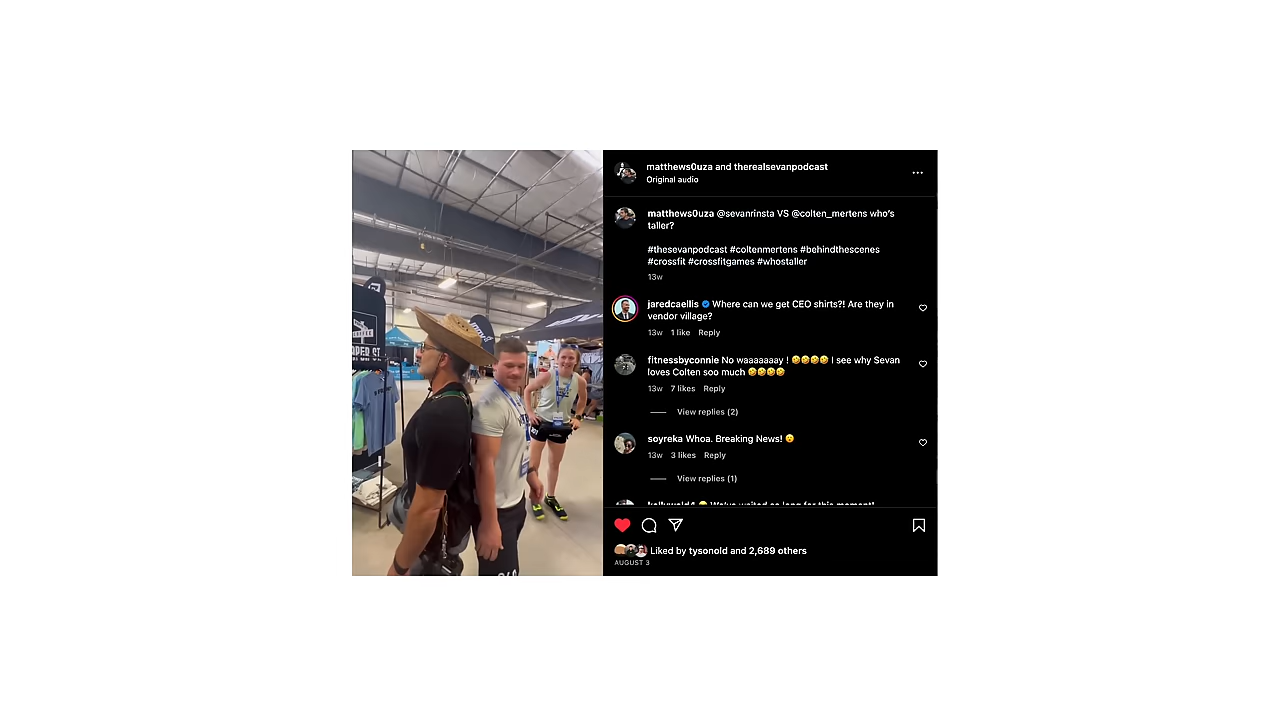 matthews0uza and therealsevanpodcast
Original audio
matthews0uza @sevanrinsta VS @colten_mertens who's
taller?
#thesevanpodcast #coltenmertens #behindthescenes
#crossfit #crossfitgames #whostaller
13w
jaredcaellis Where can we get CEO shirts?! Are they in
vendor village?
13w 1 like Reply
fitnessbyconnie No waaaaaaay ! 🤣🤣🤣🤣 I see why Sevan
loves Colten soo much 🤣🤣🤣🤣
13w 7 likes Reply
View replies (2)
soyreka Whoa. Breaking News! 😮
13w 3 likes Reply
View replies (1)
Liked by tysonold and 2,689 others
AUGUST 3